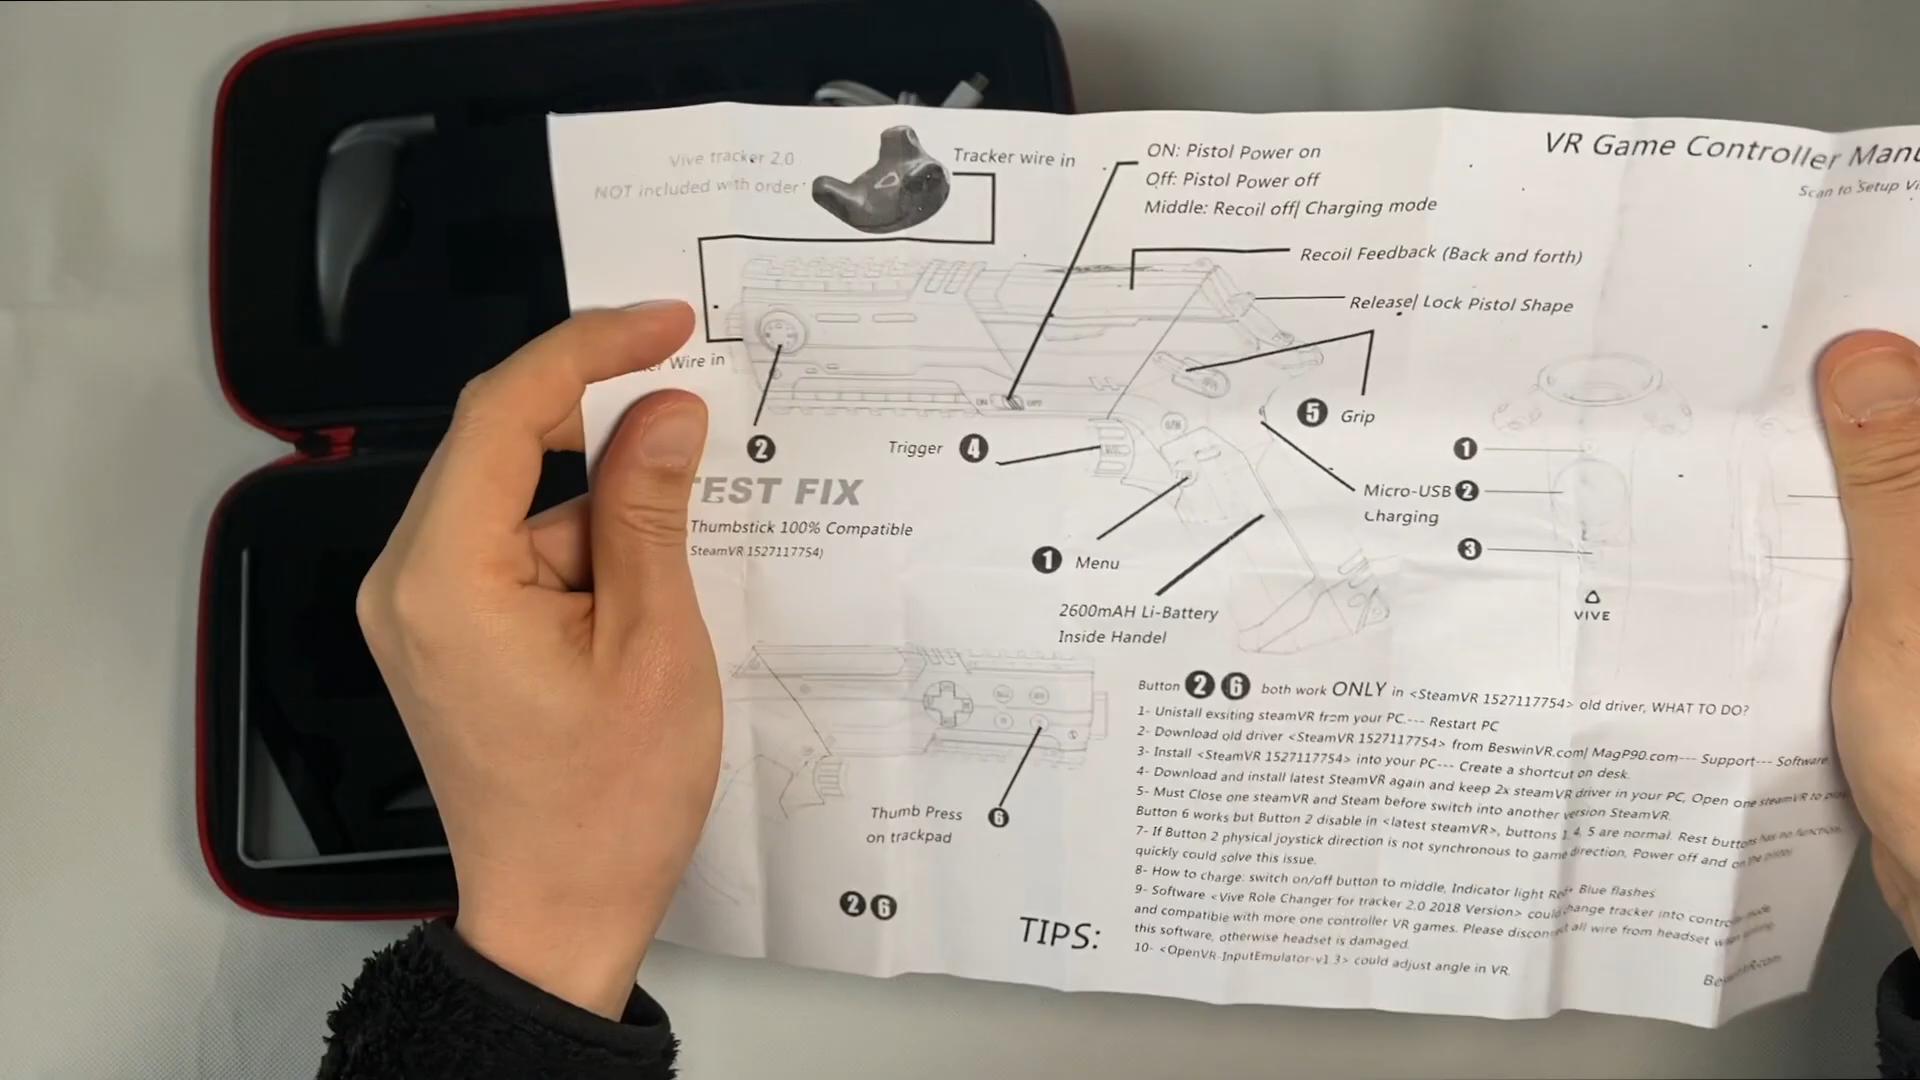 VR Game Controller
Scan to Setup
Vive tracker 2.0
NOT included with order
Tracker wire in
ON: Pistol Power on
Off: Pistol Power off
Middle: Recoil off| Charging mode
Recoil Feedback (Back and forth)
Release| Lock Pistol Shape
Wire in
ON OFF
2
Trigger 4
5 Grip
1
Micro-USB
Charging
2
3
VIVE
EST FIX
Thumbstick 100% Compatible
SteamVR 1527117754)
1 Menu
2600mAH Li-Battery
Inside Handel
Thumb Press
on trackpad
6
2 6
Button 2 6 both work ONLY in <SteamVR 1527117754> old driver, WHAT TO DO?
1- Unistall exsiting steamVR from your PC.--- Restart PC
2- Download old driver <SteamVR 1527117754> from BeswinVR.com| MagP90.com--- Support--- Software
3- Install <SteamVR 1527117754> into your PC--- Create a shortcut on desk.
4- Download and install latest SteamVR again and keep 2x steamVR driver in your PC, Open one steamVR to
5- Must Close one steamVR and Steam before switch into another version SteamVR.
Button 6 works but Button 2 disable in <latest steamVR>, buttons 1, 4, 5 are normal. Rest buttons has no function.
7- If Button 2 physical joystick direction is not synchronous to game direction, Power off and on the
quickly could solve this issue.
8- How to charge: switch on/off button to middle, Indicator light Red+ Blue flashes
9- Software <Vive Role Changer for tracker 2.0 2018 Version> could change tracker into
and compatible with more one controller VR games. Please disconnect all wire from headset
this software, otherwise headset is damaged.
10- <OpenVR-InputEmulator-v1.3> could adjust angle in VR.
TIPS: